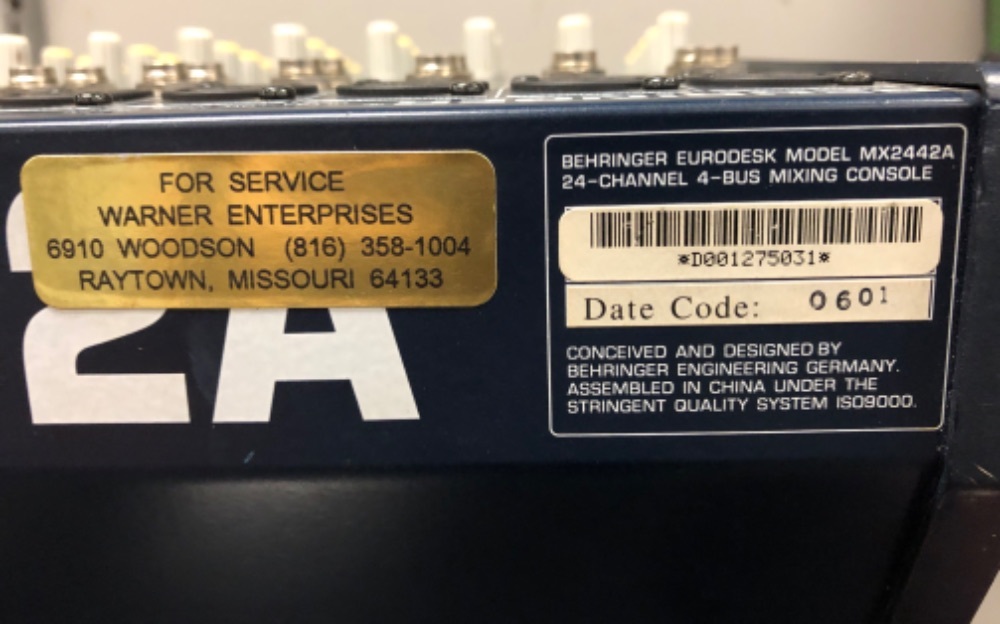 FOR SERVICE
WARNER ENTERPRISES
6910 WOODSON (816) 358-1004
RAYTOWN, MISSOURI 64133
2A
BEHRINGER EURODESK MODEL MX2442A
24-CHANNEL 4-BUS MIXING CONSOLE
*D001275031*
Date Code: 0601
CONCEIVED AND DESIGNED BY
BEHRINGER ENGINEERING GERMANY.
ASSEMBLED IN CHINA UNDER THE
STRINGENT QUALITY SYSTEM ISO9000.